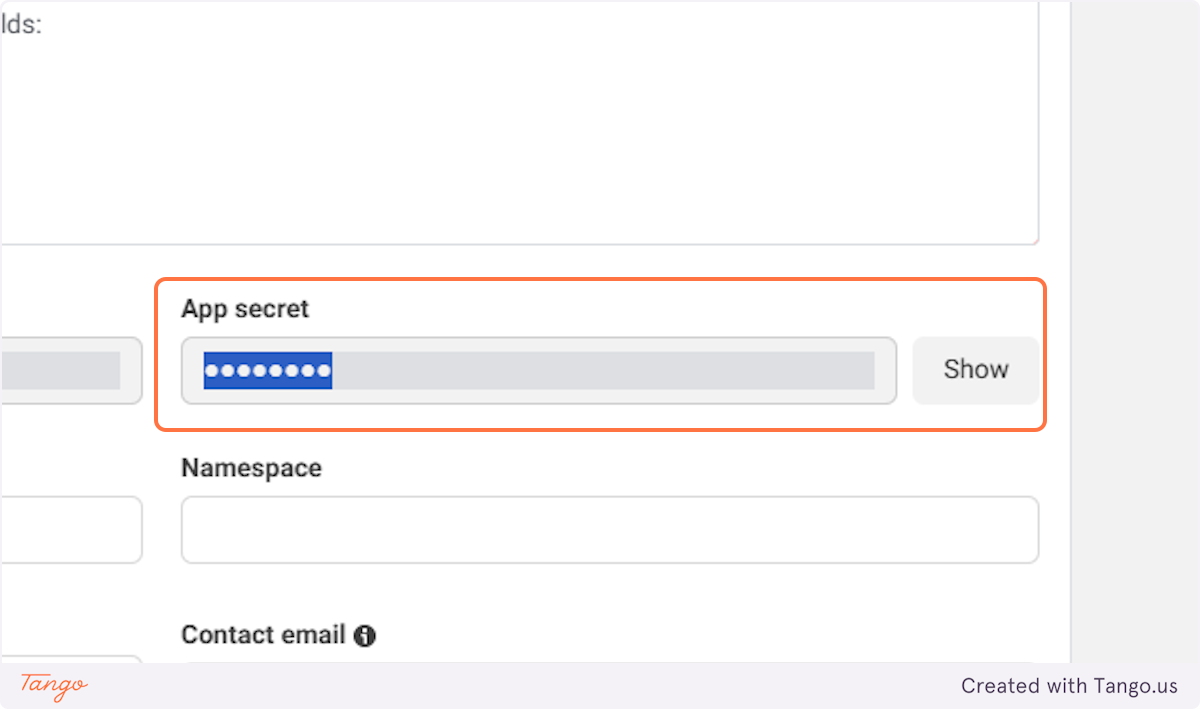 lds:
App secret
••••••••
Show
Namespace
Contact email
Tango
Created with Tango.us